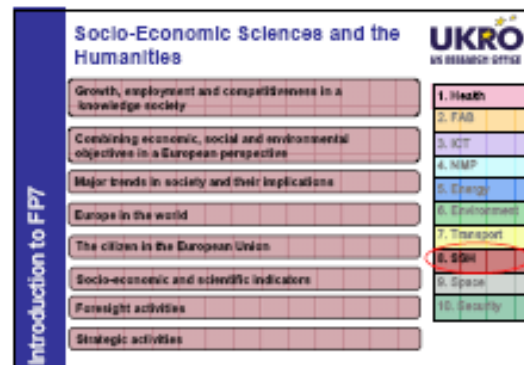 Socio-Economic Sciences and the
Humanities
UKRO
UK RESEARCH OFFICE
Introduction to FP7
Growth, employment and competitiveness in a
knowledge society
Combining economic, social and environmental
objectives in a European perspective
Major trends in society and their implications
Europe in the world
The citizen in the European Union
Socio-economic and scientific indicators
Foresight activities
Strategic activities
1. Health
2. FAB
3. ICT
4. NMP
5. Energy
6. Environment
7. Transport
8. SSH
9. Space
10. Security